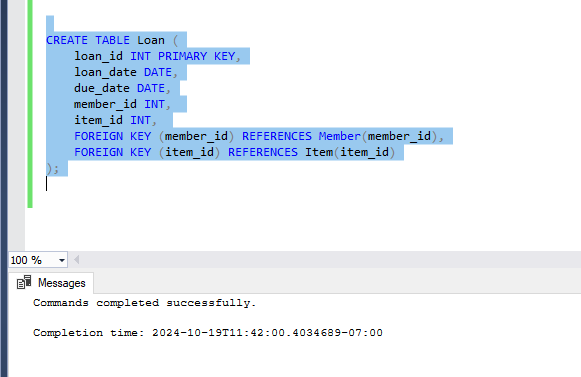 CREATE TABLE Loan (
loan_id INT PRIMARY KEY,
loan_date DATE,
due_date DATE,
member_id INT,
item_id INT,
FOREIGN KEY (member_id) REFERENCES Member(member_id),
FOREIGN KEY (item_id) REFERENCES Item(item_id)
);
100 %
Messages
Commands completed successfully.
Completion time: 2024-10-19T11:42:00.4034689-07:00